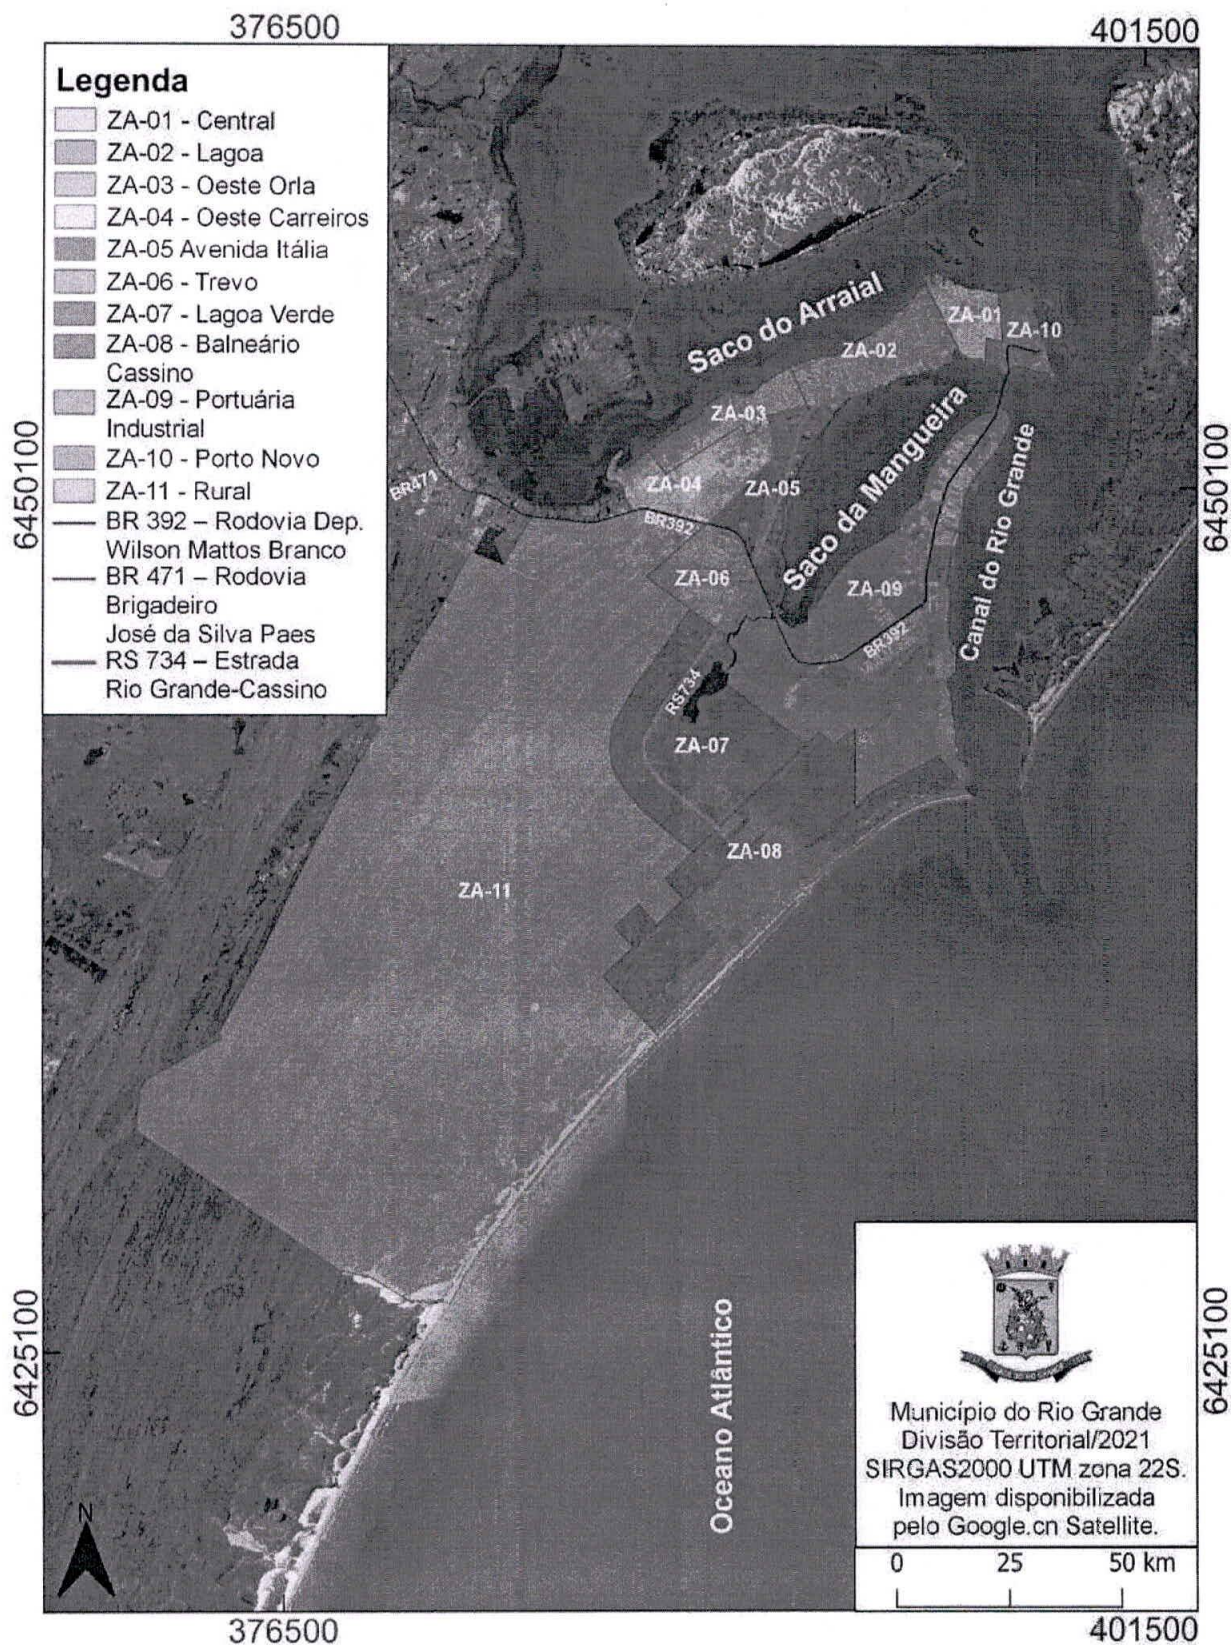 376500
401500
Legenda
ZA-01 - Central
ZA-02 - Lagoa
ZA-03 - Oeste Orla
ZA-04 - Oeste Carreiros
ZA-05 Avenida Itália
ZA-06 - Trevo
ZA-07 - Lagoa Verde
ZA-08 - Balneário
Cassino
ZA-09 - Portuária
Industrial
ZA-10 - Porto Novo
ZA-11 - Rural
BR 392 – Rodovia Dep.
Wilson Mattos Branco
BR 471 – Rodovia
Brigadeiro
José da Silva Paes
RS 734 – Estrada
Rio Grande-Cassino
6450100
6450100
Saco do Arraial
ZA-01
ZA-10
ZA-02
ZA-03
Saco da Mangueira
Canal do Rio Grande
BR471
ZA-04
ZA-05
BR392
ZA-06
ZA-09
BR392
RS734
ZA-07
ZA-08
ZA-11
Oceano Atlântico
6425100
6425100
Município do Rio Grande
Divisão Territorial/2021
SIRGAS2000 UTM zona 22S.
Imagem disponibilizada
pelo Google.cn Satellite.
0 25 50 km
N
376500
401500